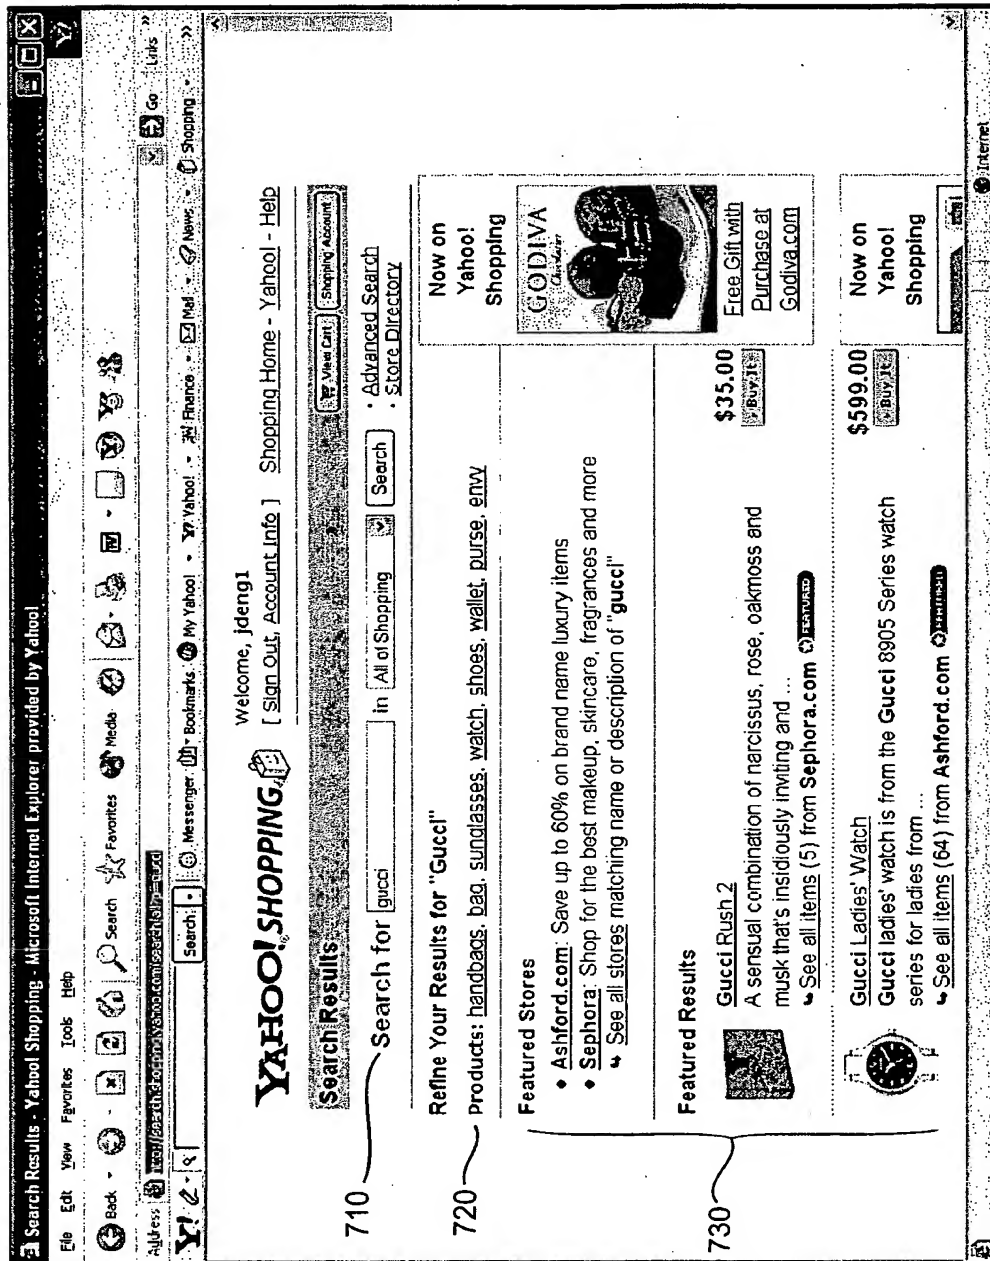 Search Results - Yahoo! Shopping - Microsoft Internet Explorer provided by Yahoo!
File Edit View Favorites Tools Help
Back Search Favorites Media
Address Go Links
Y! Search: Messenger Bookmarks My Yahoo! Yahoo! Finance Mail News Shopping
YAHOO! SHOPPING
Welcome, jdeng1
[ Sign Out, Account Info ] Shopping Home - Yahoo! - Help
Search Results View Cart Shopping Account
710 Search for gucci in All of Shopping Search
· Advanced Search
· Store Directory
Refine Your Results for "Gucci"
720 Products: handbags, bag, sunglasses, watch, shoes, wallet, purse, envy
730
Featured Stores
• Ashford.com: Save up to 60% on brand name luxury items
• Sephora: Shop for the best makeup, skincare, fragrances and more
See all stores matching name or description of "gucci"
Featured Results
Gucci Rush 2
A sensual combination of narcissus, rose, oakmoss and
musk that's insidiously inviting and ...
See all items (5) from Sephora.com FEATURED
$35.00
Buy It
Gucci Ladies' Watch
Gucci ladies' watch is from the Gucci 8905 Series watch
series for ladies from ...
See all items (64) from Ashford.com FEATURED
$599.00
Buy It
Now on
Yahoo!
Shopping
GODIVA
Chocolatier
Free Gift with
Purchase at
Godiva.com
Now on
Yahoo!
Shopping
Internet